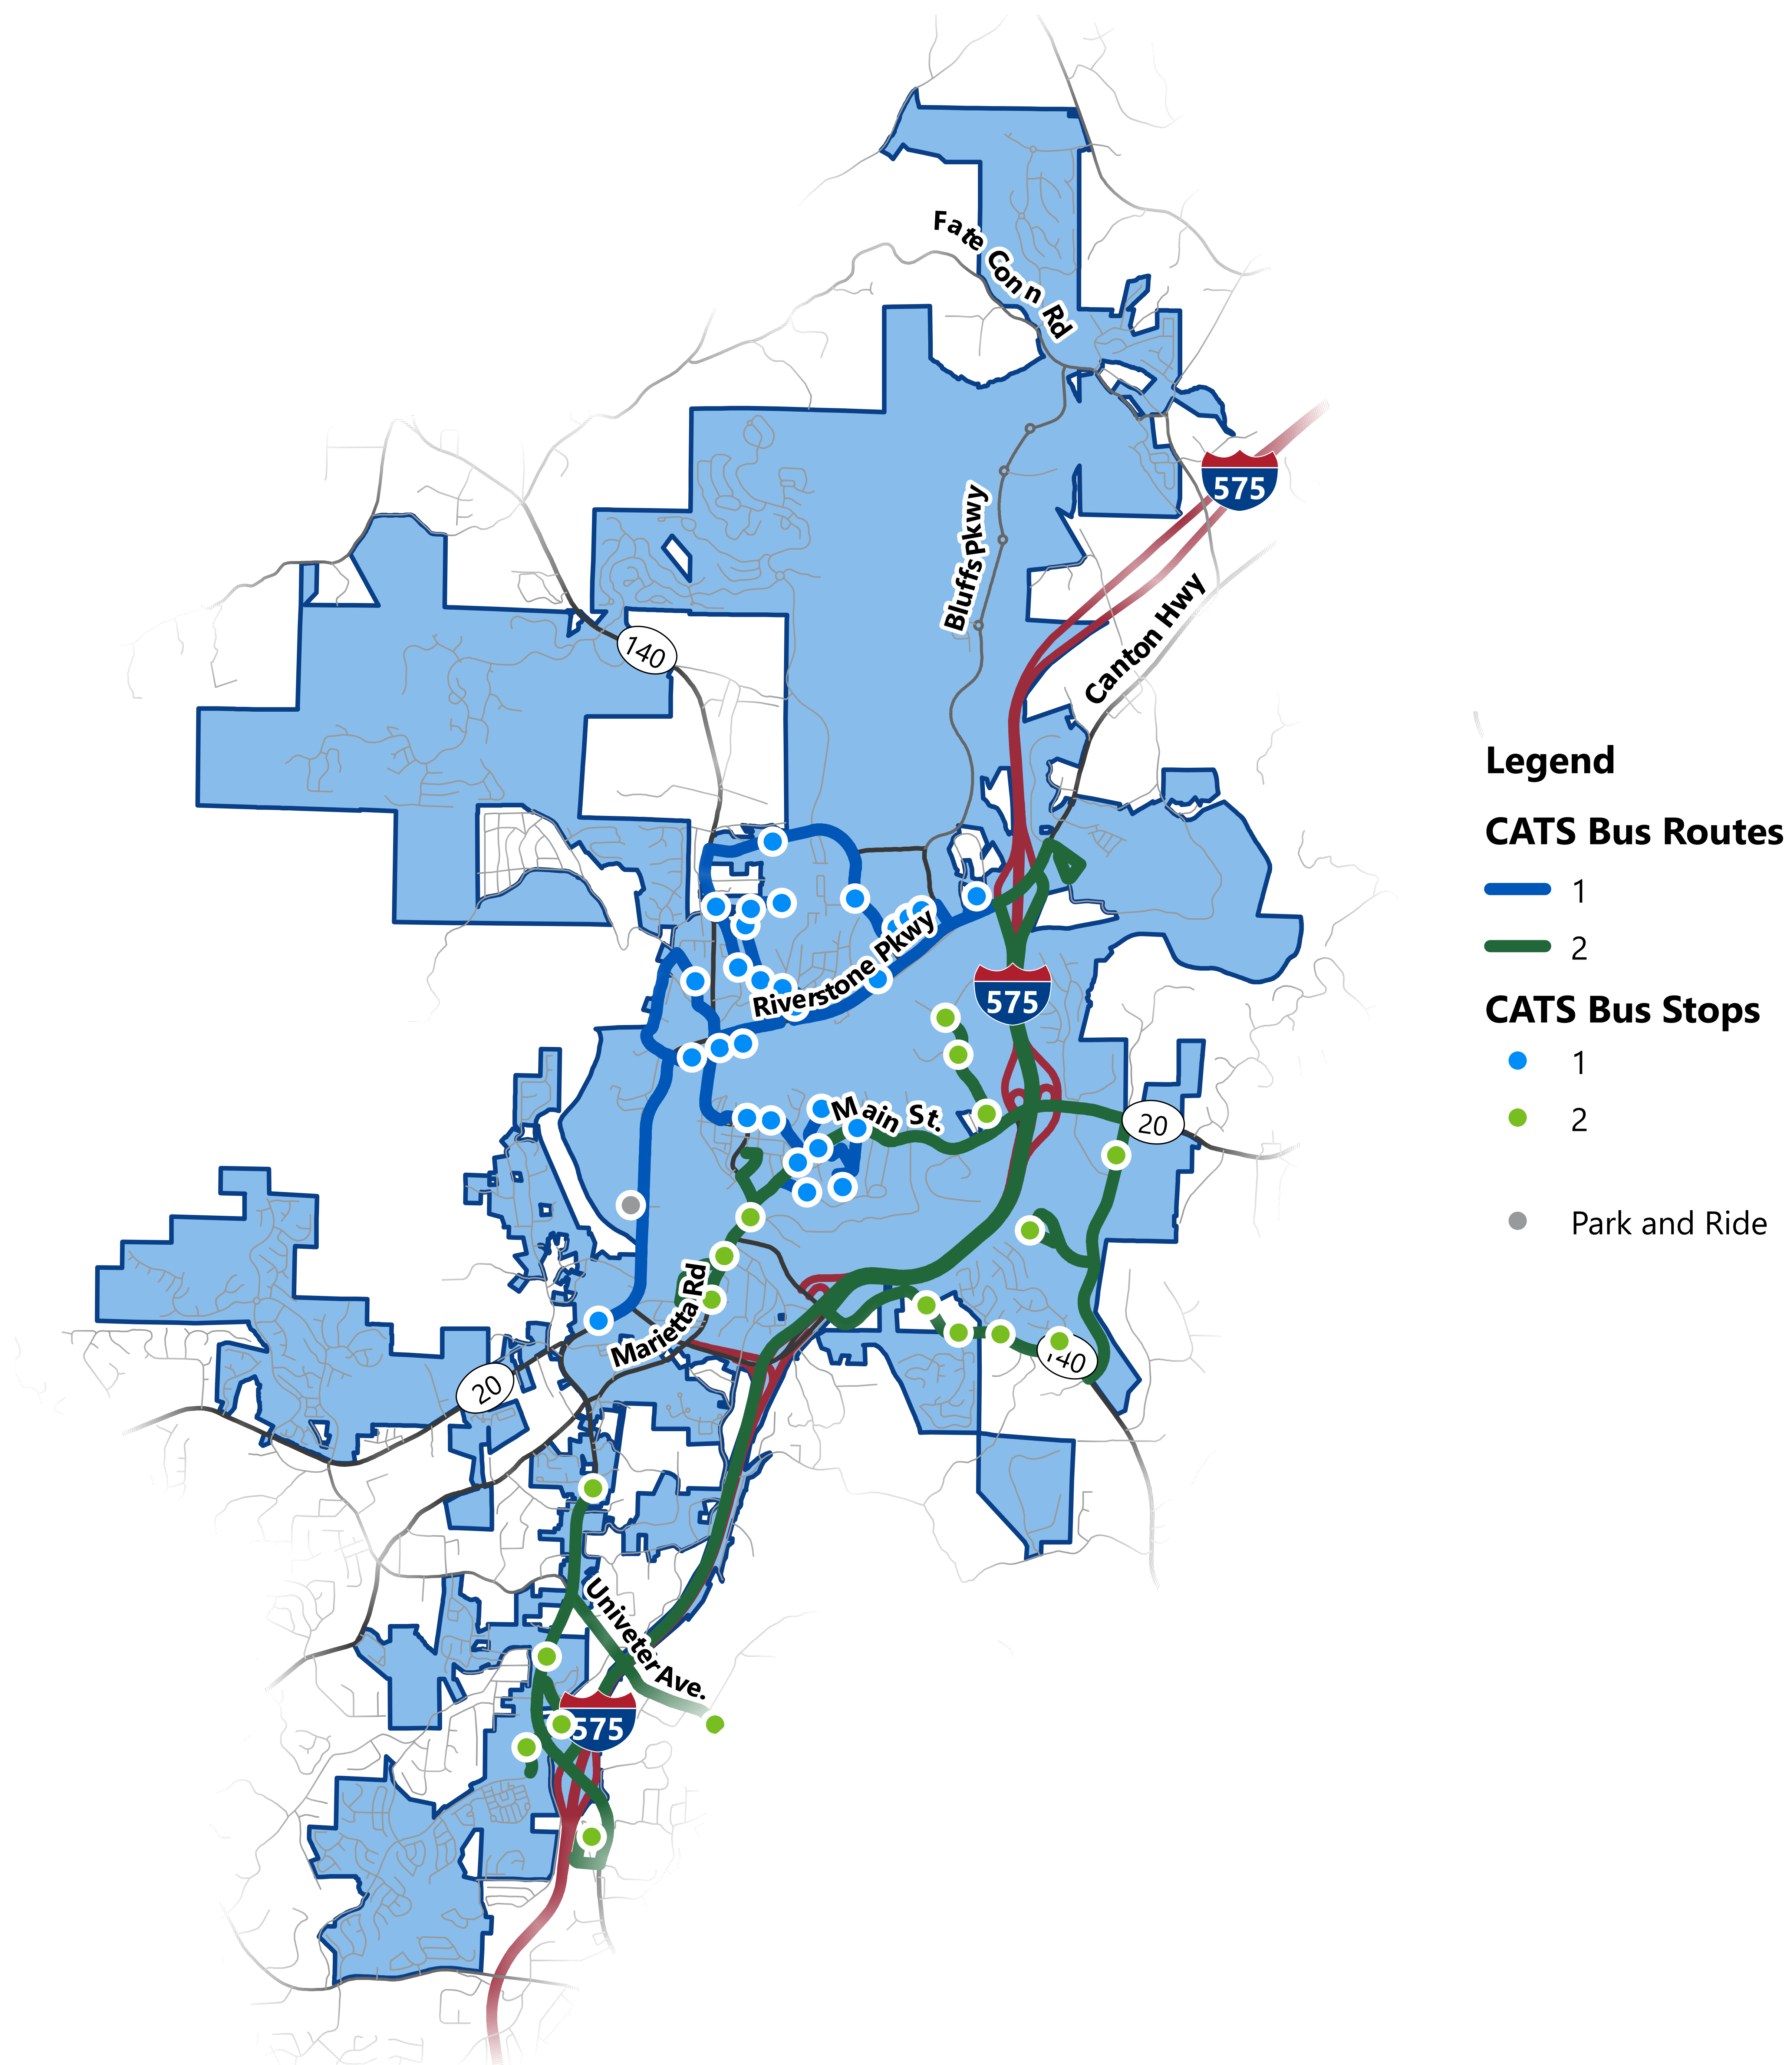 Fate Conn Rd
575
Bluffs Pkwy
140
Canton Hwy
Legend
CATS Bus Routes
1
2
CATS Bus Stops
1
2
Park and Ride
Riverstone Pkwy
575
Main St.
20
Marietta Rd
140
20
Univeter Ave.
575